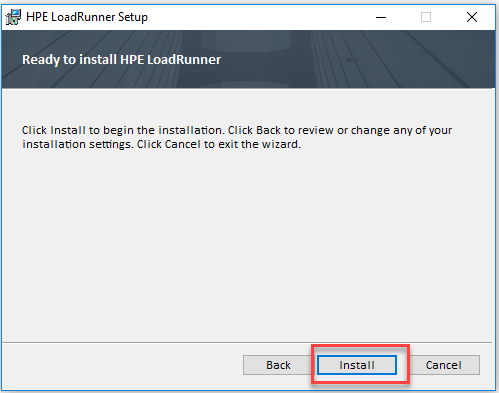 HPE LoadRunner Setup
Ready to install HPE LoadRunner
Click Install to begin the installation. Click Back to review or change any of your
installation settings. Click Cancel to exit the wizard.
Back Install Cancel